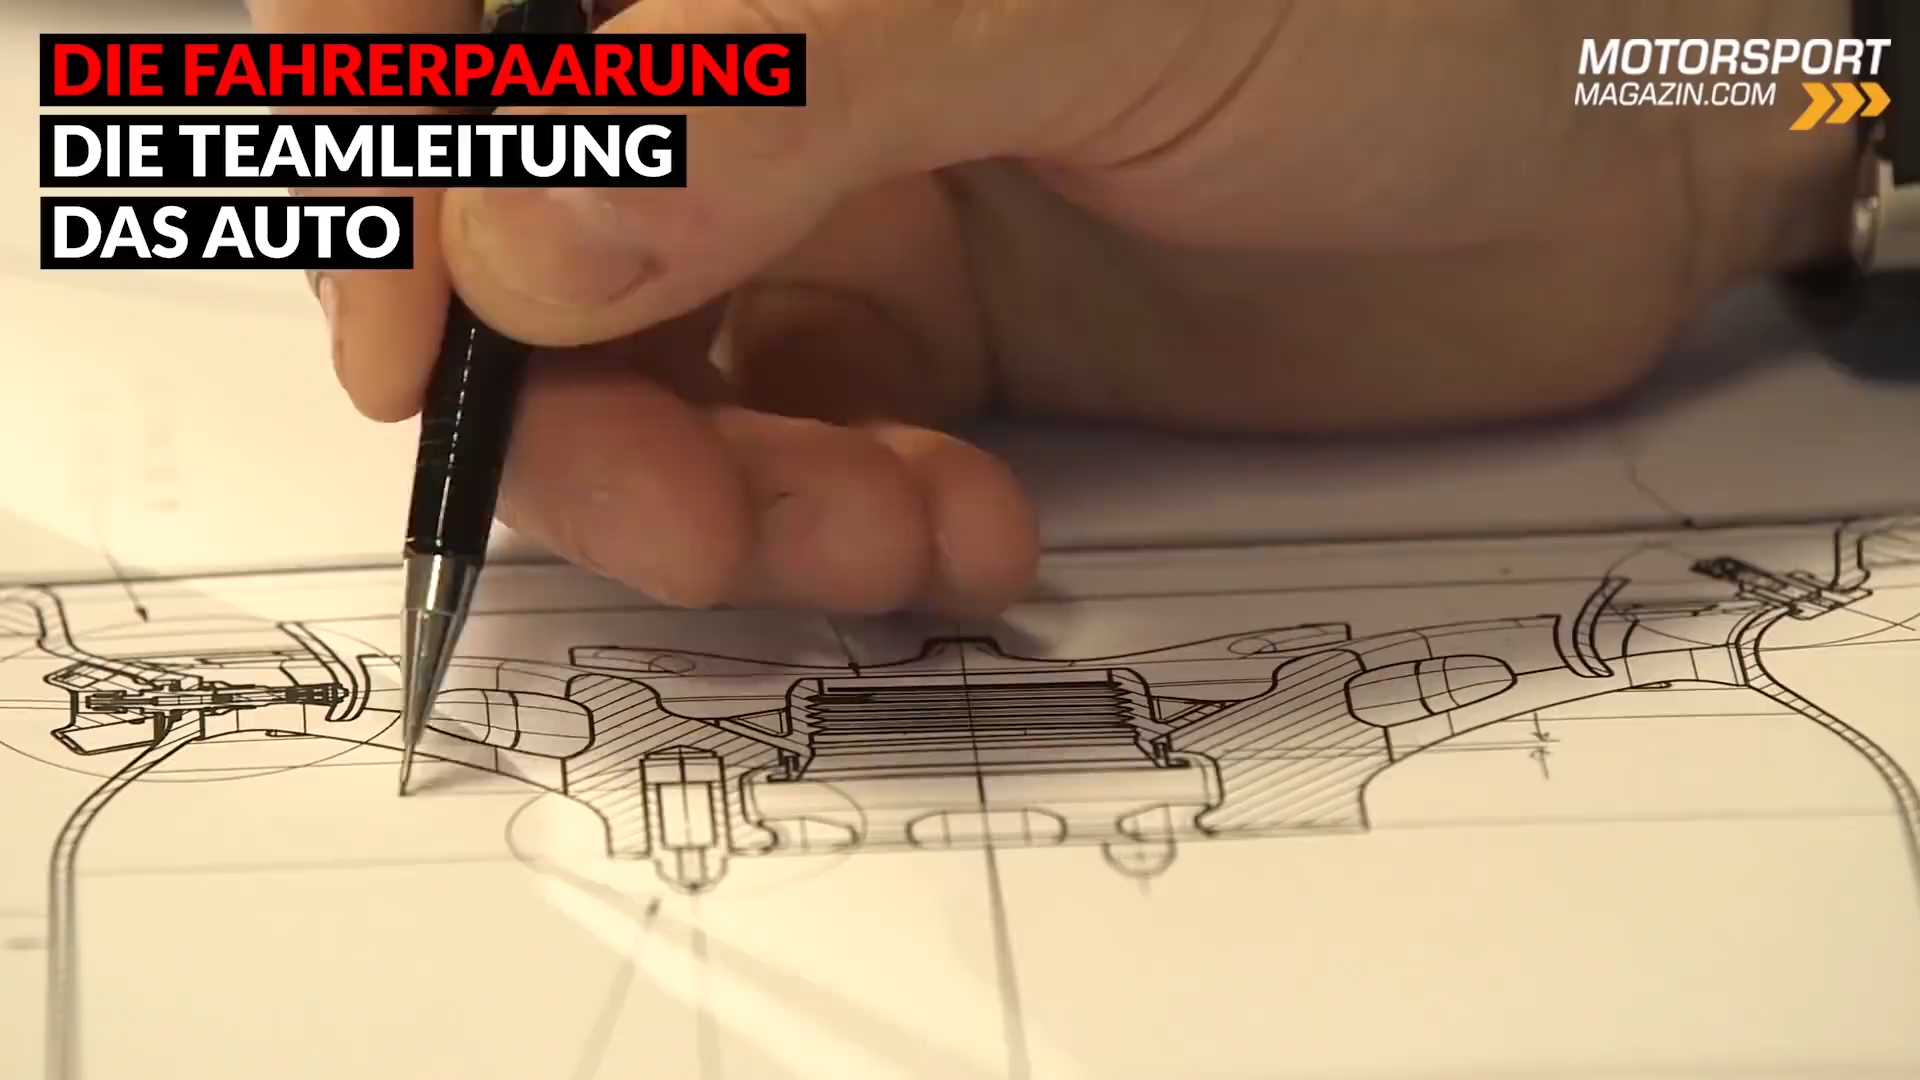 DIE FAHRERPAARUNG
DIE TEAMLEITUNG
DAS AUTO
MOTORSPORT
MAGAZIN.COM